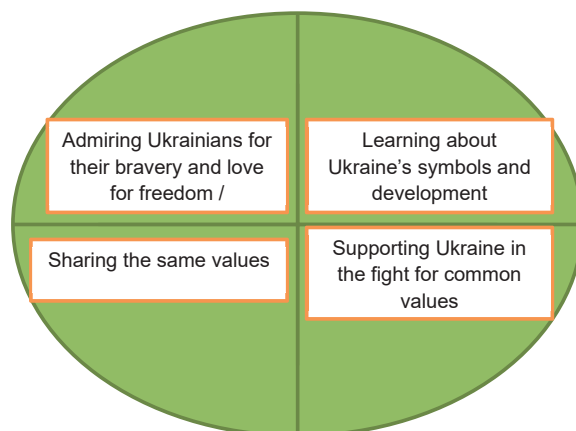 Admiring Ukrainians for
their bravery and love
for freedom /
Learning about
Ukraine’s symbols and
development
Sharing the same values
Supporting Ukraine in
the fight for common
values